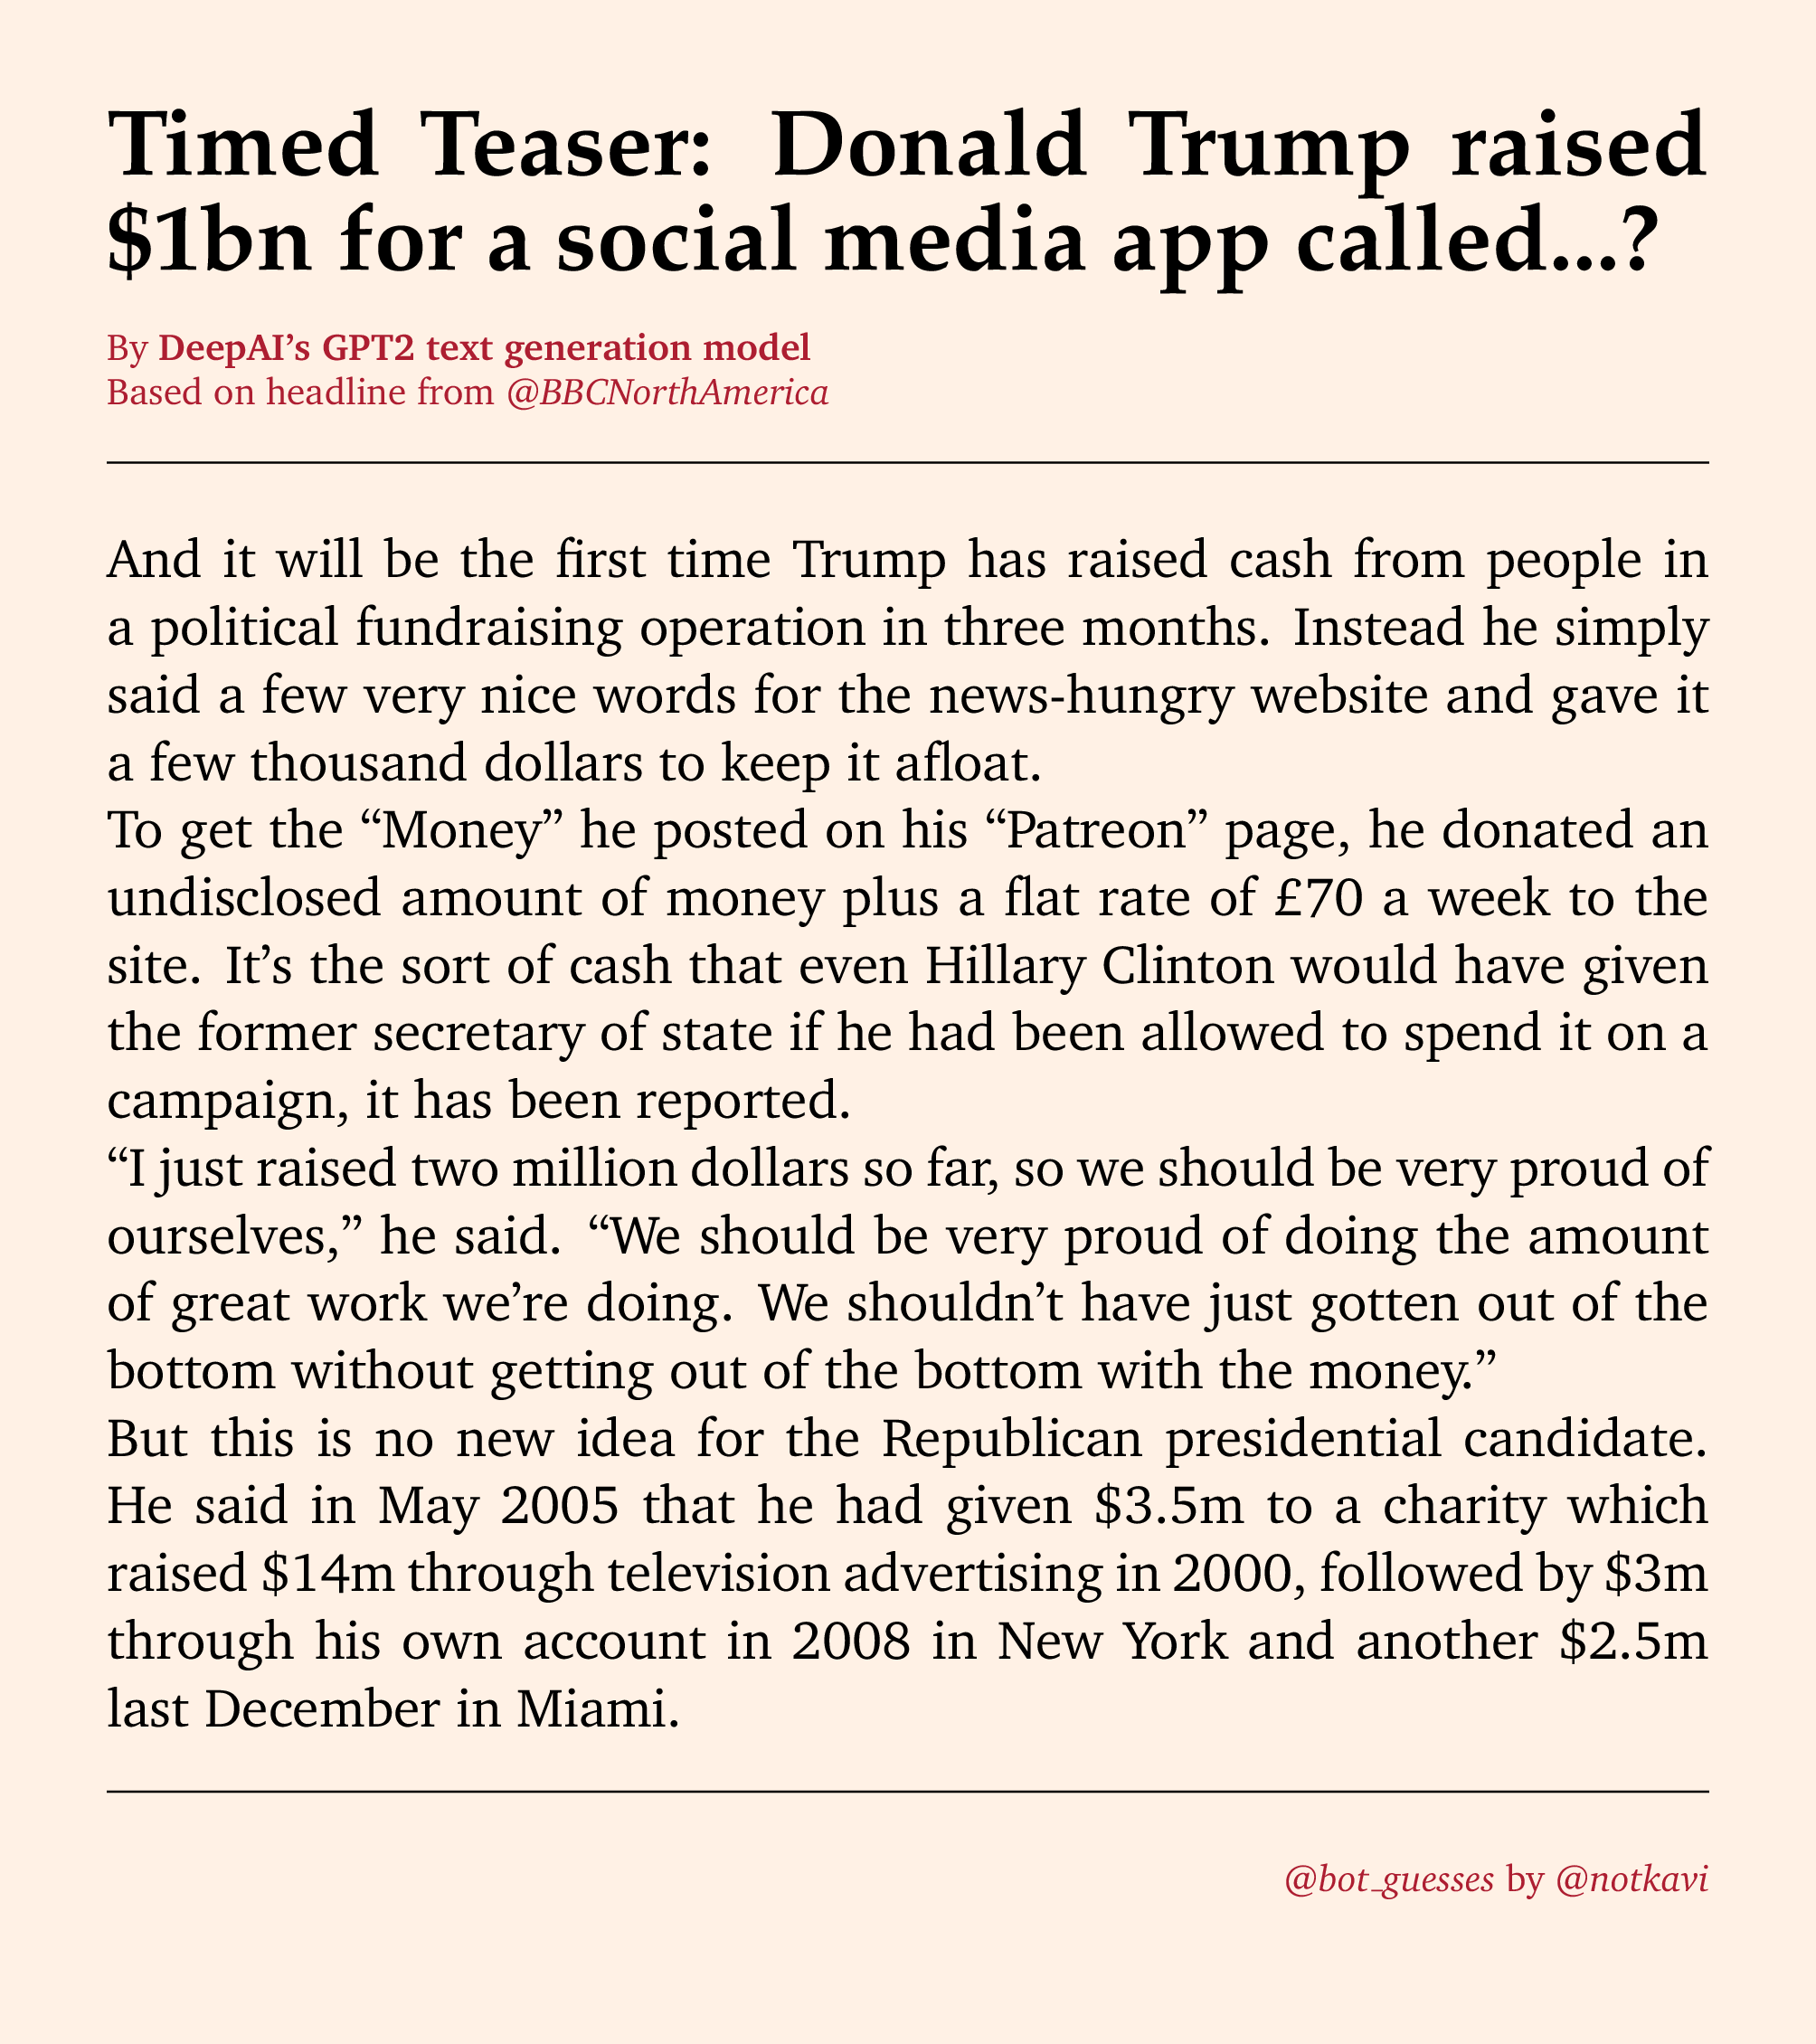 Timed Teaser: Donald Trump raised
$1bn for a social media app called...?
By DeepAI’s GPT2 text generation model
Based on headline from @BBCNorthAmerica
And it will be the first time Trump has raised cash from people in
a political fundraising operation in three months. Instead he simply
said a few very nice words for the news-hungry website and gave it
a few thousand dollars to keep it afloat.
To get the “Money” he posted on his “Patreon” page, he donated an
undisclosed amount of money plus a flat rate of £70 a week to the
site. It’s the sort of cash that even Hillary Clinton would have given
the former secretary of state if he had been allowed to spend it on a
campaign, it has been reported.
“I just raised two million dollars so far, so we should be very proud of
ourselves,” he said. “We should be very proud of doing the amount
of great work we’re doing. We shouldn’t have just gotten out of the
bottom without getting out of the bottom with the money.”
But this is no new idea for the Republican presidential candidate.
He said in May 2005 that he had given $3.5m to a charity which
raised $14m through television advertising in 2000, followed by $3m
through his own account in 2008 in New York and another $2.5m
last December in Miami.
@bot_guesses by @notkavi